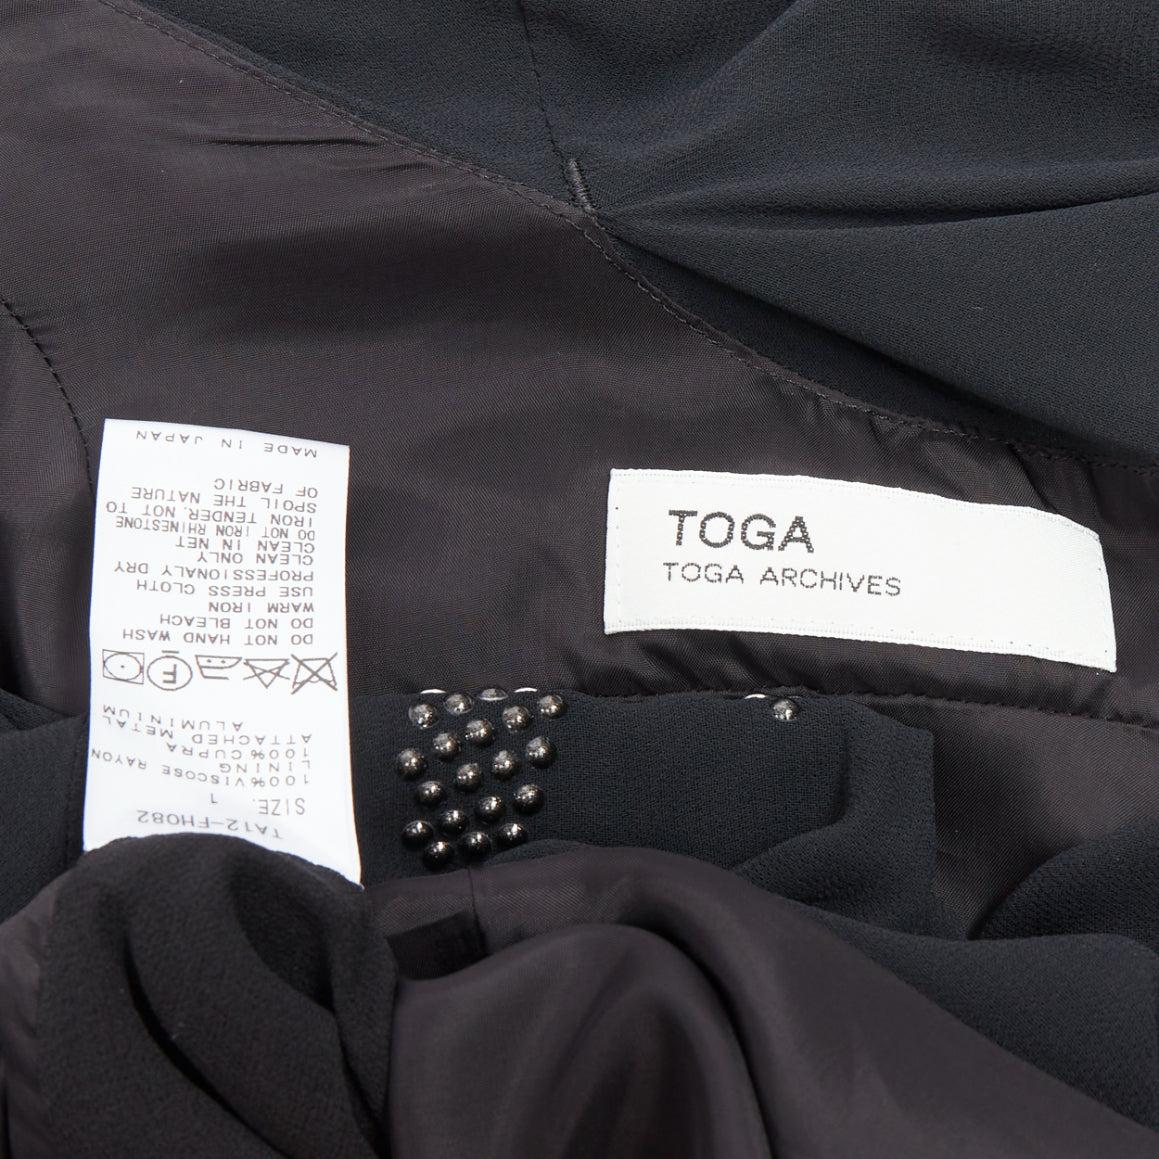 TOGA
TOGA ARCHIVES
TA12-FH082
SIZE. 1
100%VISCOSE RAYON
LINING
100%CUPRA
ATTACHED METAL
ALUMINIUM
DO NOT HAND WASH
DO NOT BLEACH
WARM IRON
USE PRESS CLOTH
PROFESSIONALY DRY
CLEAN ONLY
CLEAN IN NET
DO NOT IRON RHINESTONE
IRON TENDER, NOT TO
SPOIL THE NATURE
OF FABRIC
MADE IN JAPAN